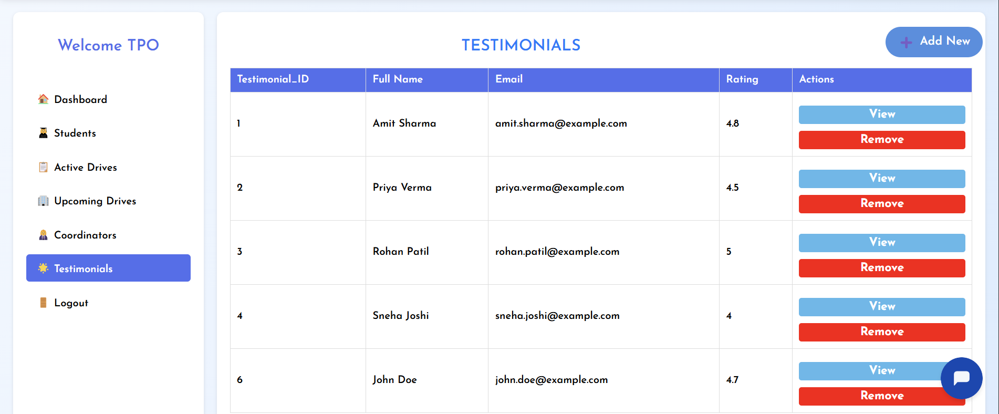 Welcome TPO
Dashboard
Students
Active Drives
Upcoming Drives
Coordinators
Testimonials
Logout
TESTIMONIALS
Add New
Testimonial_ID Full Name Email Rating Actions
1 Amit Sharma amit.sharma@example.com 4.8 View
Remove
2 Priya Verma priya.verma@example.com 4.5 View
Remove
3 Rohan Patil rohan.patil@example.com 5 View
Remove
4 Sneha Joshi sneha.joshi@example.com 4 View
Remove
6 John Doe john.doe@example.com 4.7 View
Remove